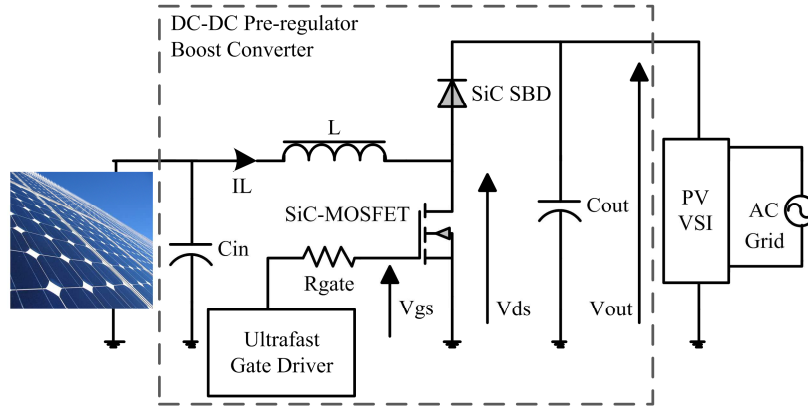 DC-DC Pre-regulator
Boost Converter
SiC SBD
L
IL
SiC-MOSFET
Cin
Rgate
Vgs
Vds
Cout
Vout
PV
VSI
AC
Grid
Ultrafast
Gate Driver